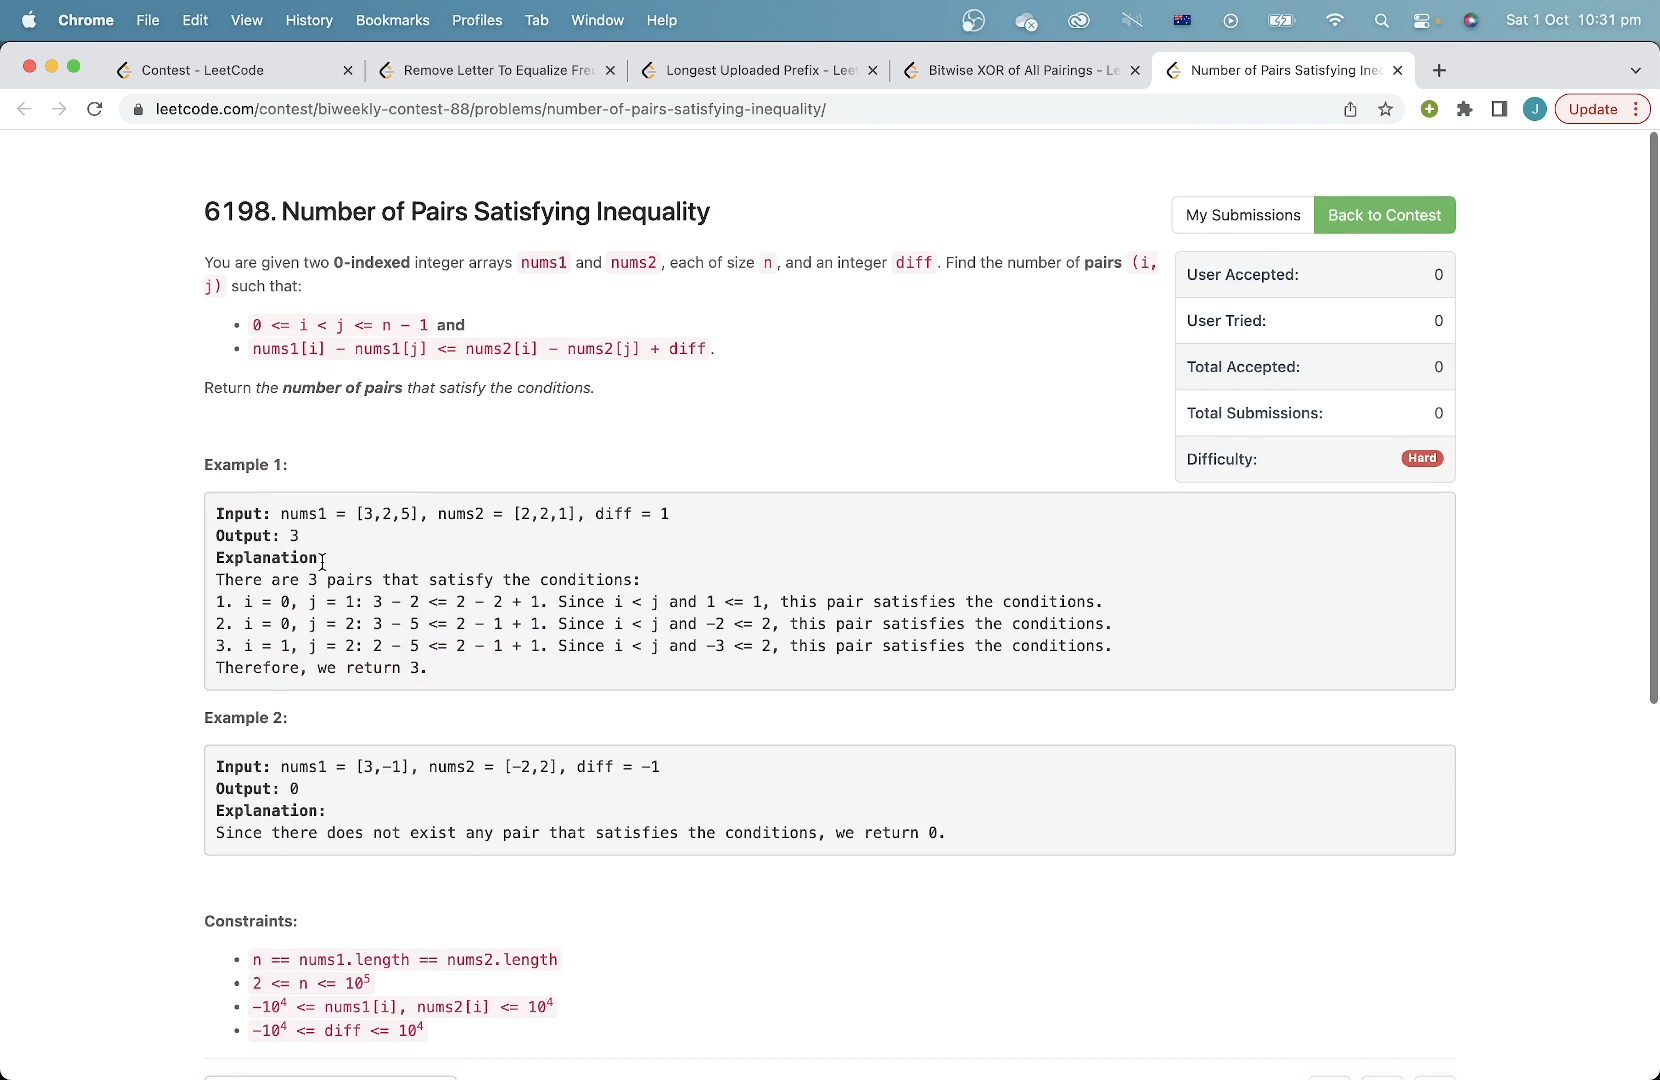 Chrome File Edit View History Bookmarks Profiles Tab Window Help Sat 1 Oct 10:31 pm
Contest - LeetCode Remove Letter To Equalize Fre Longest Uploaded Prefix - Lee Bitwise XOR of All Pairings - Le Number of Pairs Satisfying Ine
leetcode.com/contest/biweekly-contest-88/problems/number-of-pairs-satisfying-inequality/ J Update
6198. Number of Pairs Satisfying Inequality
My Submissions Back to Contest
You are given two 0-indexed integer arrays nums1 and nums2, each of size n, and an integer diff. Find the number of pairs (i,
j) such that:
• 0 <= i < j <= n - 1 and
• nums1[i] - nums1[j] <= nums2[i] - nums2[j] + diff.
Return the number of pairs that satisfy the conditions.
User Accepted: 0
User Tried: 0
Total Accepted: 0
Total Submissions: 0
Difficulty: Hard
Example 1:
Input: nums1 = [3,2,5], nums2 = [2,2,1], diff = 1
Output: 3
Explanation:
There are 3 pairs that satisfy the conditions:
1. i = 0, j = 1: 3 - 2 <= 2 - 2 + 1. Since i < j and 1 <= 1, this pair satisfies the conditions.
2. i = 0, j = 2: 3 - 5 <= 2 - 1 + 1. Since i < j and -2 <= 2, this pair satisfies the conditions.
3. i = 1, j = 2: 2 - 5 <= 2 - 1 + 1. Since i < j and -3 <= 2, this pair satisfies the conditions.
Therefore, we return 3.
Example 2:
Input: nums1 = [3,-1], nums2 = [-2,2], diff = -1
Output: 0
Explanation:
Since there does not exist any pair that satisfies the conditions, we return 0.
Constraints:
• n == nums1.length == nums2.length
• 2 <= n <= 10⁵
• -10⁴ <= nums1[i], nums2[i] <= 10⁴
• -10⁴ <= diff <= 10⁴